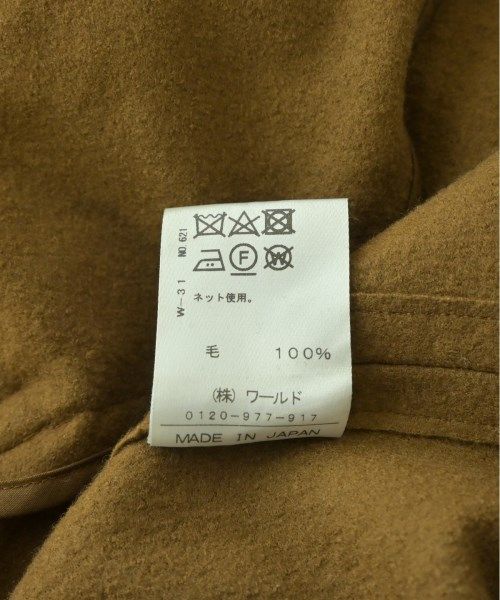 W-31 NO.621
F
W
ネット使用。
毛 100%
(株) ワールド
0120-977-917
MADE IN JAPAN